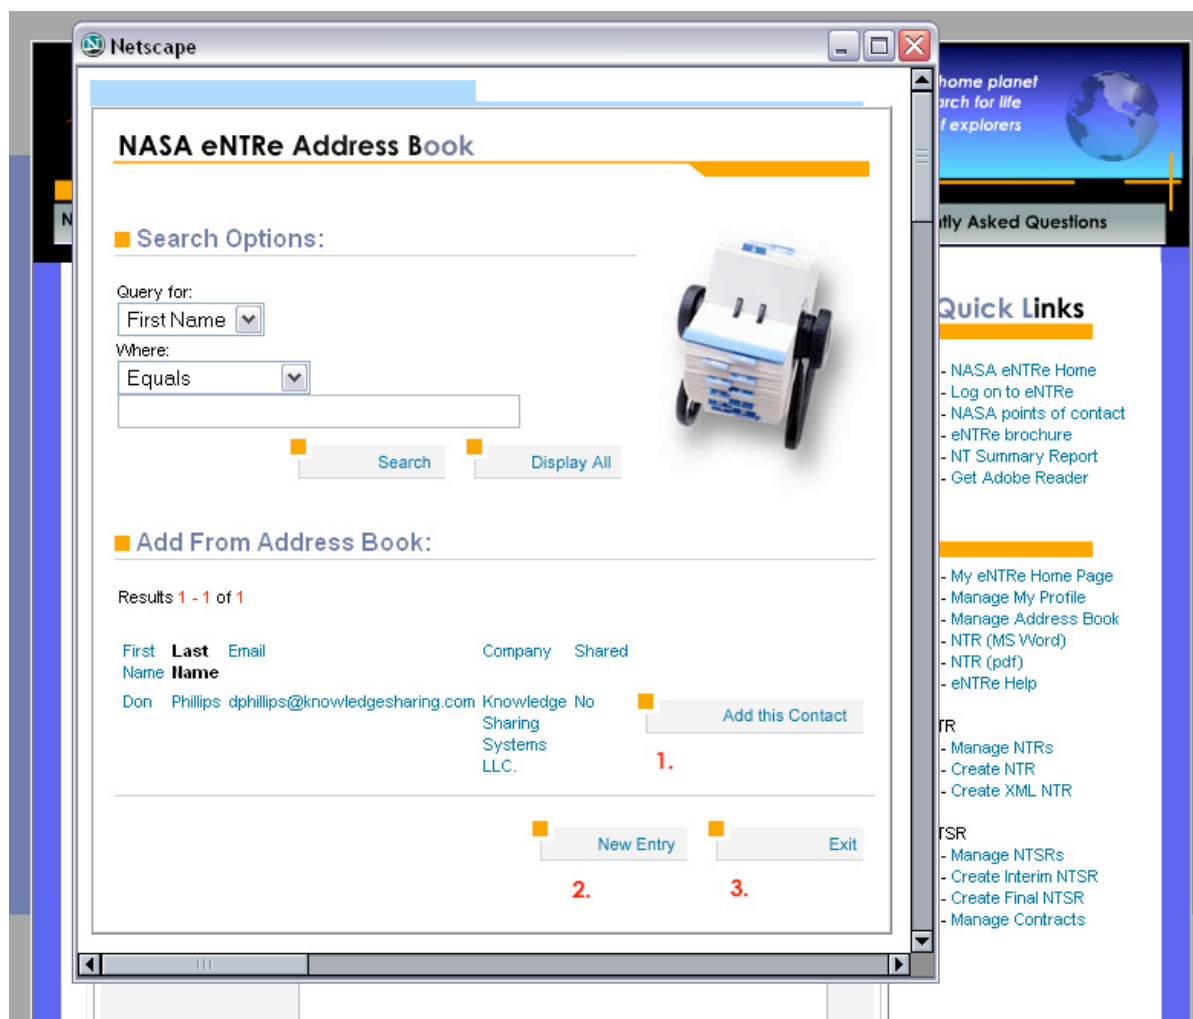 Netscape
NASA eNTRe Address Book
Search Options:
Query for:
First Name
Where:
Equals
Search
Display All
Add From Address Book:
Results 1 - 1 of 1
First Last Email Company Shared
Name Name
Don Phillips dphillips@knowledgesharing.com Knowledge No
Sharing
Systems
LLC.
Add this Contact
1.
New Entry
Exit
2.
3.
home planet
arch for life
f explorers
Asked Questions
Quick Links
- NASA eNTRe Home
- Log on to eNTRe
- NASA points of contact
- eNTRe brochure
- NT Summary Report
- Get Adobe Reader
- My eNTRe Home Page
- Manage My Profile
- Manage Address Book
- NTR (MS Word)
- NTR (pdf)
- eNTRe Help
TR
- Manage NTRs
- Create NTR
- Create XML NTR
TSR
- Manage NTSRs
- Create Interim NTSR
- Create Final NTSR
- Manage Contracts